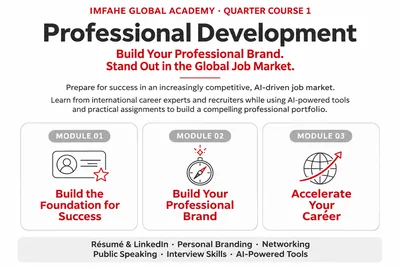 IMFAHE GLOBAL ACADEMY • QUARTER COURSE 1
Professional Development
Build Your Professional Brand.
Stand Out in the Global Job Market.
Prepare for success in an increasingly competitive, AI-driven job market.
Learn from international career experts and recruiters while using AI-powered tools
and practical assignments to build a compelling professional portfolio.
MODULE 01
Build the
Foundation for
Success
MODULE 02
Build Your
Professional
Brand
MODULE 03
Accelerate
Your
Career
Résumé & LinkedIn • Personal Branding • Networking
Public Speaking • Interview Skills • AI-Powered Tools